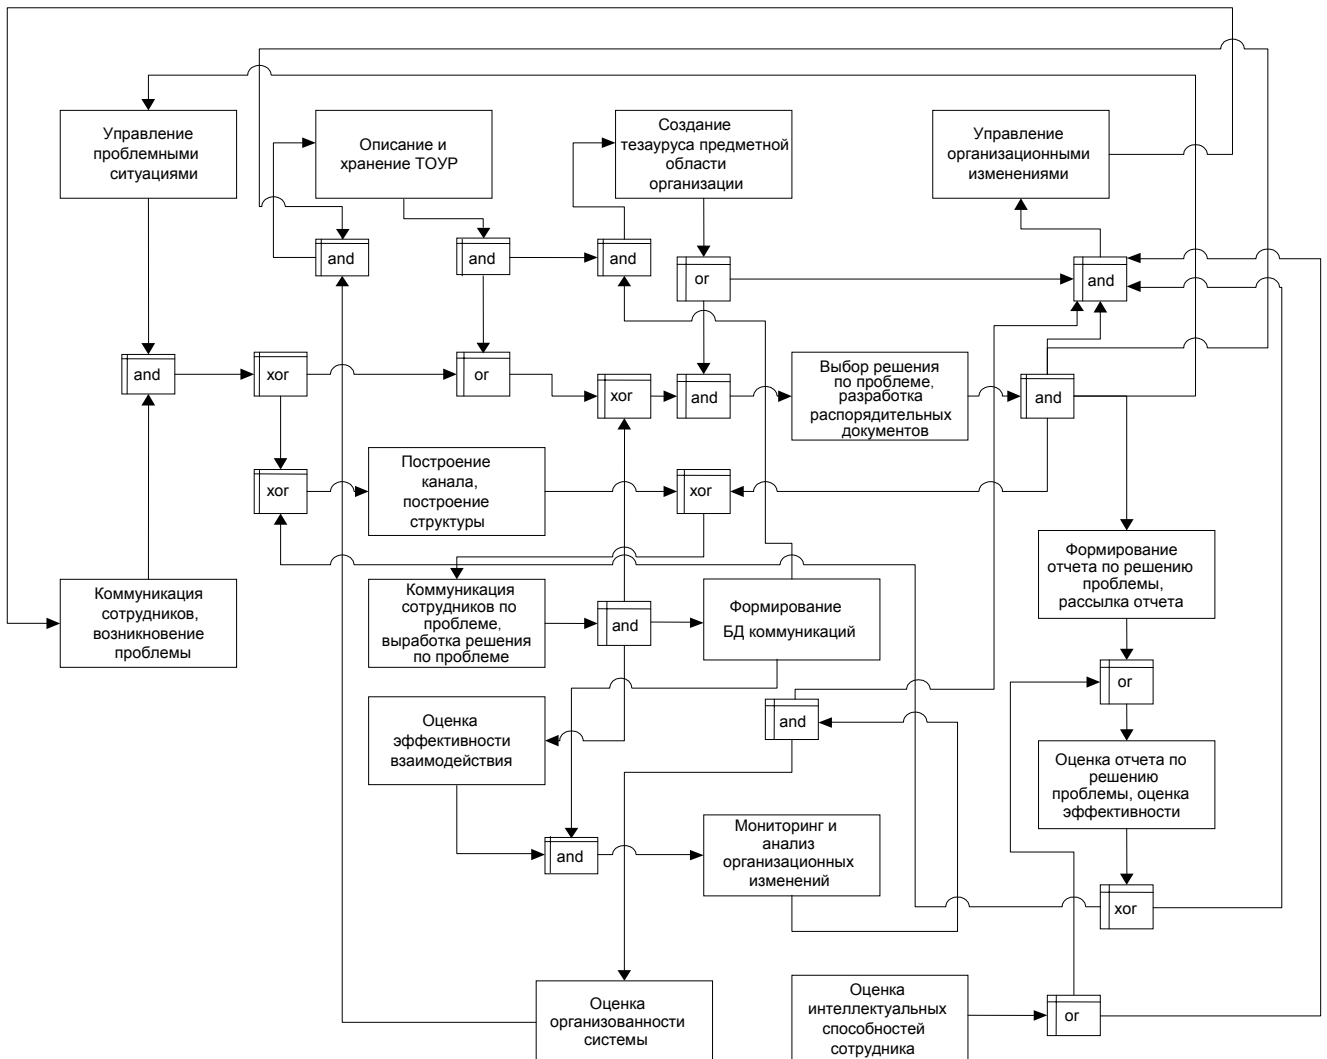 Управление
проблемными
ситуациями
Описание и
хранение ТОУР
Создание
тезауруса предметной
области
организации
Управление
организационными
изменениями
and
and
and
or
and
and
xor
or
xor
and
Выбор решения
по проблеме,
разработка
распорядительных
документов
and
xor
Построение
канала,
построение
структуры
xor
Коммуникация
сотрудников,
возникновение
проблемы
Коммуникация
сотрудников по
проблеме,
выработка решения
по проблеме
and
Формирование
БД коммуникаций
Формирование
отчета по решению
проблемы,
рассылка отчета
or
Оценка
эффективности
взаимодействия
and
Оценка отчета по
решению
проблемы, оценка
эффективности
and
Мониторинг и
анализ
организационных
изменений
xor
Оценка
организованности
системы
Оценка
интеллектуальных
способностей
сотрудника
or